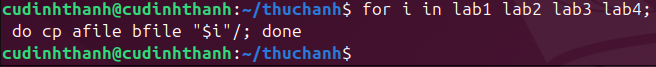 cudinhthanh@cudinhthanh:~/thuchanh$ for i in lab1 lab2 lab3 lab4;
do cp afile bfile "$i"/; done
cudinhthanh@cudinhthanh:~/thuchanh$